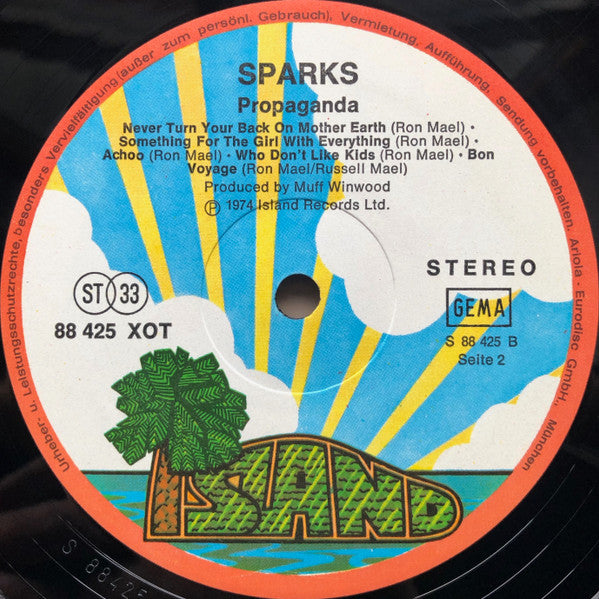 Urheber- u. Leistungsschutzrechte, besonders Vervielfältigung (außer zum persönl. Gebrauch), Vermietung, Aufführung, Sendung vorbehalten. Ariola - Eurodisc GmbH., München
SPARKS
Propaganda
Never Turn Your Back On Mother Earth (Ron Mael) •
Something For The Girl With Everything (Ron Mael) •
Achoo (Ron Mael) • Who Don't Like Kids (Ron Mael) • Bon
Voyage (Ron Mael/Russell Mael)
Produced by Muff Winwood
℗ 1974 Island Records Ltd.
ST 33
88 425 XOT
STEREO
GEMA
S 88 425 B
Seite 2
ISLAND
S 88425